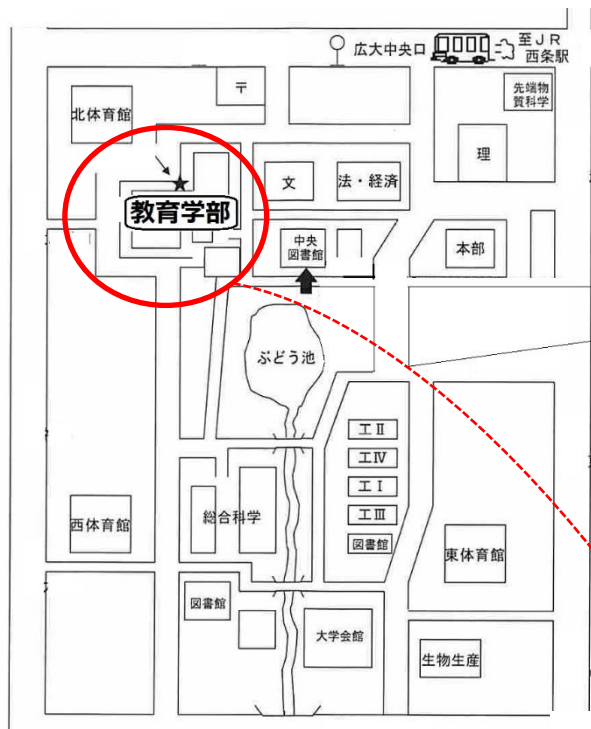 広大中央口
至ＪＲ
西条駅
〒
先端物
質科学
北体育館
理
文
法・経済
教育学部
中央
図書館
本部
ぶどう池
工Ⅱ
工Ⅳ
工Ⅰ
工Ⅲ
図書館
総合科学
西体育館
東体育館
図書館
大学会館
生物生産